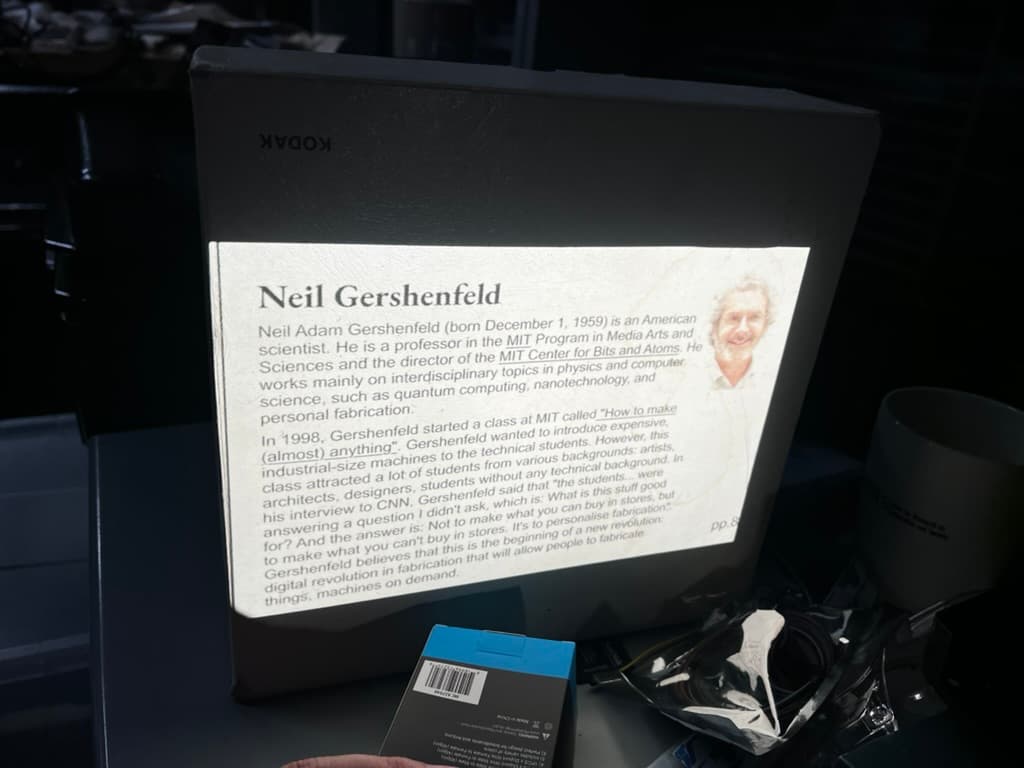 KODAK
Neil Gershenfeld
Neil Adam Gershenfeld (born December 1, 1959) is an American
scientist. He is a professor in the MIT Program in Media Arts and
Sciences and the director of the MIT Center for Bits and Atoms. He
works mainly on interdisciplinary topics in physics and computer
science, such as quantum computing, nanotechnology, and
personal fabrication.
In 1998, Gershenfeld started a class at MIT called "How to make
(almost) anything". Gershenfeld wanted to introduce expensive,
industrial-size machines to the technical students. However, this
class attracted a lot of students from various backgrounds: artists,
architects, designers, students without any technical background. In
his interview to CNN, Gershenfeld said that "the students... were
answering a question I didn't ask, which is: What is this stuff good
for? And the answer is: Not to make what you can buy in stores, but
to make what you can't buy in stores. It's to personalise fabrication".
Gershenfeld believes that this is the beginning of a new revolution:
digital revolution in fabrication that will allow people to fabricate
things, machines on demand.
pp.8
Made in China